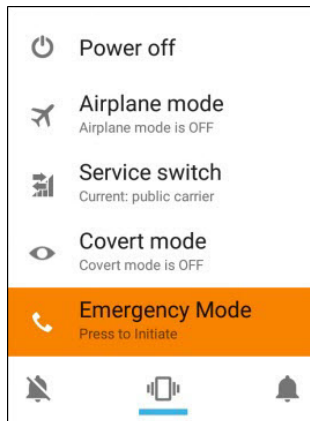 Power off
Airplane mode
Airplane mode is OFF
Service switch
Current: public carrier
Covert mode
Covert mode is OFF
Emergency Mode
Press to Initiate